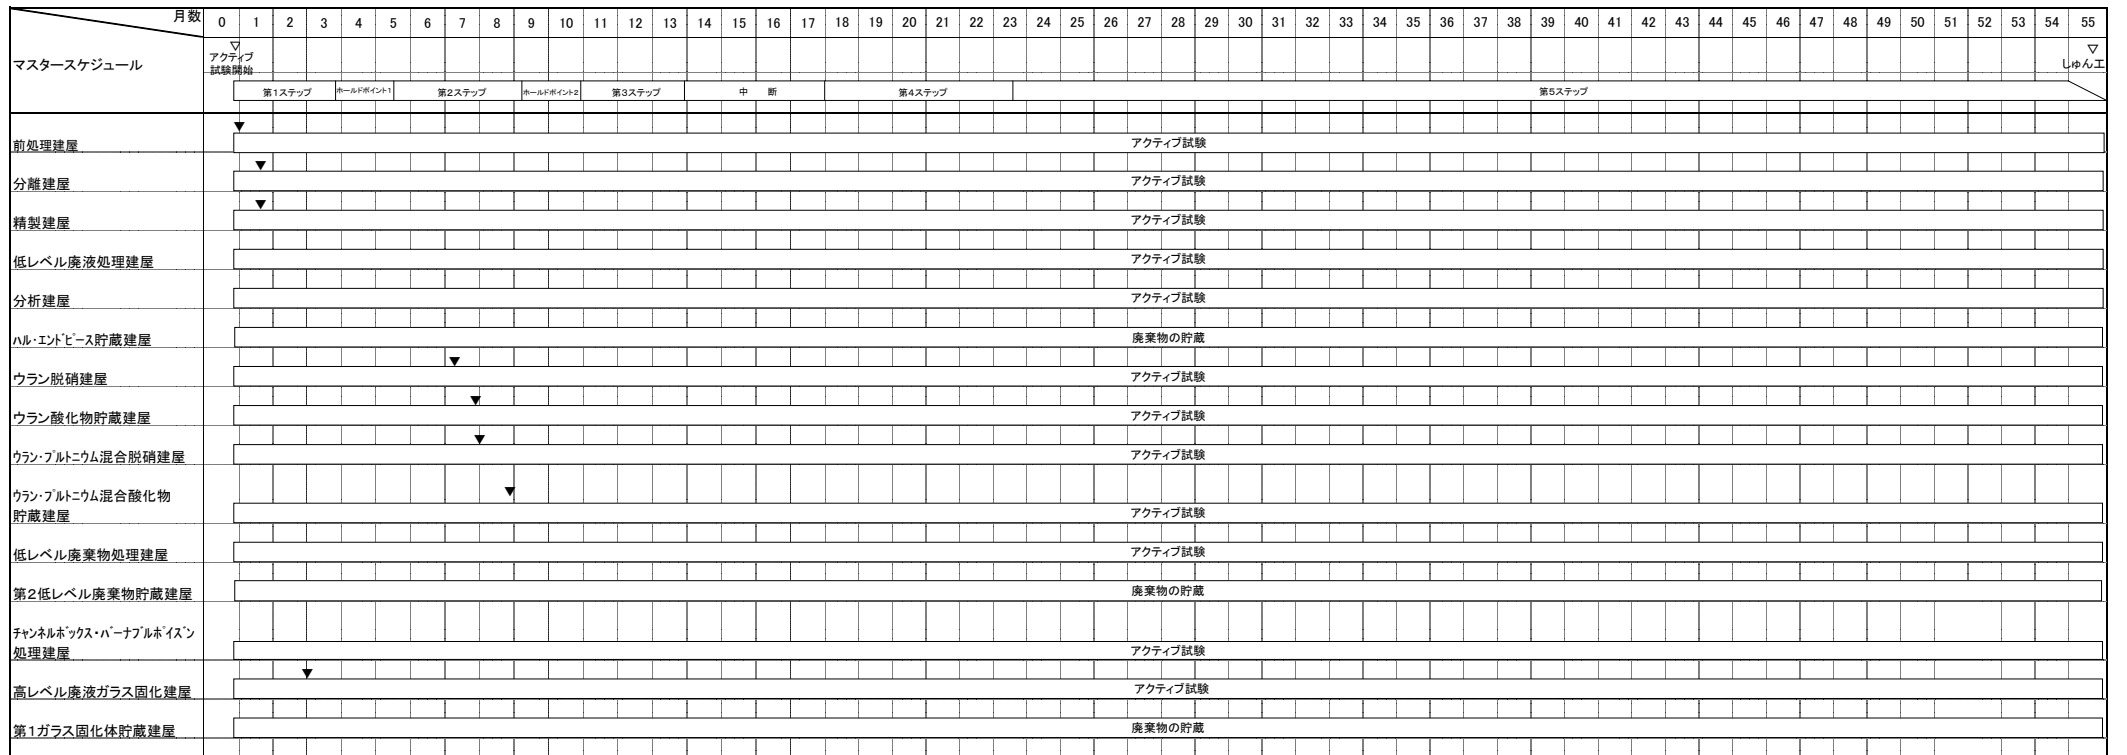 月数 0 1 2 3 4 5 6 7 8 9 10 11 12 13 14 15 16 17 18 19 20 21 22 23 24 25 26 27 28 29 30 31 32 33 34 35 36 37 38 39 40 41 42 43 44 45 46 47 48 49 50 51 52 53 54 55
マスタースケジュール
▽ ▽
アクティブ
試験開始
しゅん工
第1ステップ ホールドポイント1 第2ステップ ホールドポイント2 第3ステップ 中 断 第4ステップ 第5ステップ
▼
前処理建屋 アクティブ試験
▼
分離建屋 アクティブ試験
▼
精製建屋 アクティブ試験
低レベル廃液処理建屋 アクティブ試験
分析建屋 アクティブ試験
ハル・エンドピース貯蔵建屋 廃棄物の貯蔵
▼
ウラン脱硝建屋 アクティブ試験
▼
ウラン酸化物貯蔵建屋 アクティブ試験
▼
ウラン・プルトニウム混合脱硝建屋 アクティブ試験
▼
ウラン・プルトニウム混合酸化物
貯蔵建屋 アクティブ試験
低レベル廃棄物処理建屋 アクティブ試験
第2低レベル廃棄物貯蔵建屋 廃棄物の貯蔵
チャンネルボックス・バーナブルポイズン
処理建屋 アクティブ試験
▼
高レベル廃液ガラス固化建屋 アクティブ試験
第1ガラス固化体貯蔵建屋 廃棄物の貯蔵